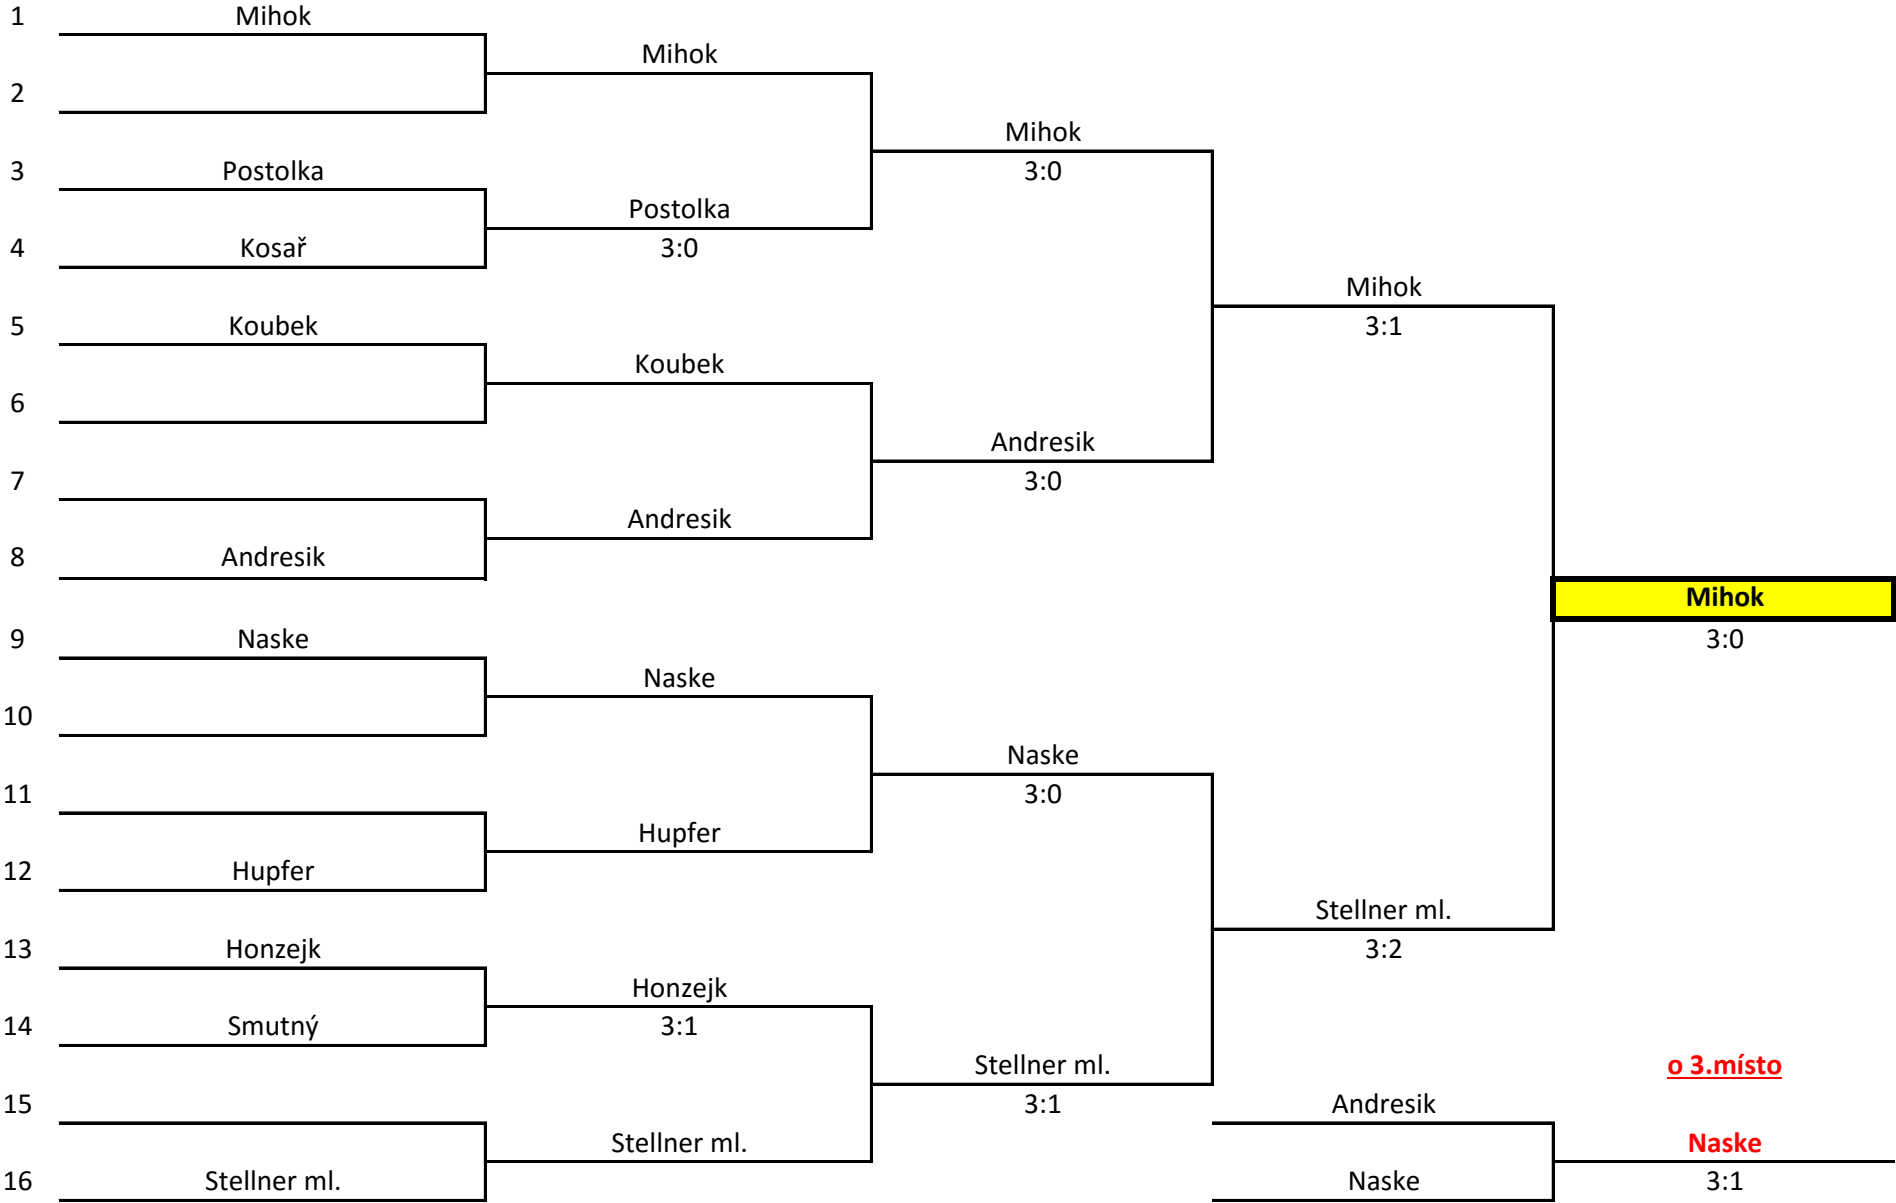 1 Mihok
Mihok
2
Mihok
3 Postolka 3:0
Postolka
4 Kosař 3:0
Mihok
5 Koubek 3:1
Koubek
6
Andresik
7 3:0
Andresik
8 Andresik
Mihok
9 Naske 3:0
Naske
10
Naske
11 3:0
Hupfer
12 Hupfer
Stellner ml.
13 Honzejk 3:2
Honzejk
14 Smutný 3:1
Stellner ml. o 3.místo
15 3:1 Andresik
Stellner ml. Naske
16 Stellner ml. Naske 3:1